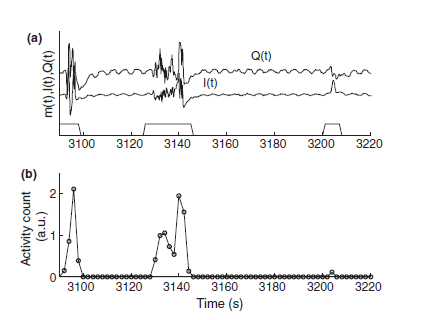 (a)
m(t),I(t),Q(t)
Q(t)
I(t)
3100 3120 3140 3160 3180 3200 3220
(b)
Activity count
(a.u.)
2
1
0
3100 3120 3140 3160 3180 3200 3220
Time (s)